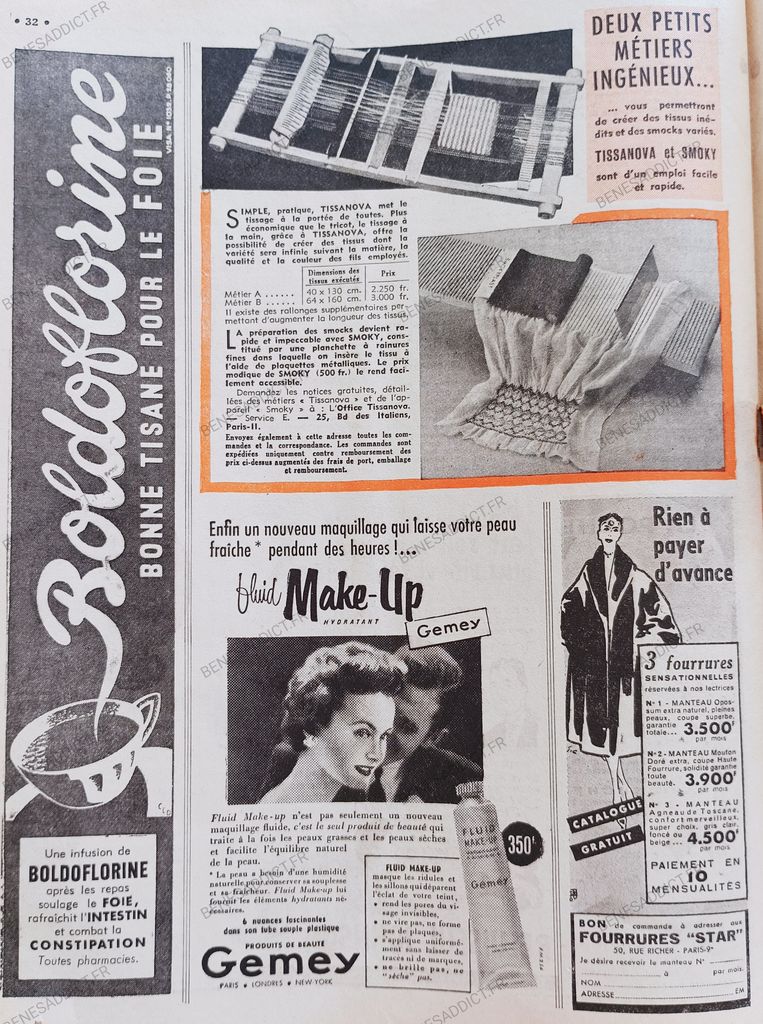 • 32 •
Boldoflorine
BONNE TISANE POUR LE FOIE
Une infusion de
BOLDOFLORINE
après les repas
soulage le FOIE,
rafraîchit l'INTESTIN
et combat la
CONSTIPATION
Toutes pharmacies.
DEUX PETITS
MÉTIERS
INGÉNIEUX...
... vous permettront
de créer des tissus iné-
dits et des smocks variés.
TISSANOVA et SMOKY
sont d'un emploi facile
et rapide.
SIMPLE, pratique, TISSANOVA met le
tissage à la portée de toutes. Plus
économique que le tricot, le tissage à
la main, grâce à TISSANOVA, offre la
possibilité de créer des tissus dont la
variété sera infinie suivant la matière, la
qualité et la couleur des fils employés.
Dimensions des tissus exécutés Prix
Métier A ...... 40 x 130 cm. 2.250 fr.
Métier B ...... 64 x 160 cm. 3.000 fr.
Il existe des rallonges supplémentaires per-
mettant d'augmenter la longueur des tissus.
LA préparation des smocks devient ra-
pide et impeccable avec SMOKY, cons-
titué par une planchette à rainures
fines dans laquelle on insère le tissu à
l'aide de plaquettes métalliques. Le prix
modique de SMOKY (500 fr.) le rend faci-
lement accessible.
Demandez les notices gratuites, détail-
lées des métiers « Tissanova » et de l'ap-
pareil « Smoky » à : L'Office Tissanova.
Service E. — 25, Bd des Italiens,
Paris-II.
Envoyez également à cette adresse toutes les com-
mandes et la correspondance. Les commandes sont
expédiées uniquement contre remboursement des
prix ci-dessus augmentés des frais de port, emballage
et remboursement.
Enfin un nouveau maquillage qui laisse votre peau
fraîche* pendant des heures !...
fluid Make-Up
HYDRATANT
Gemey
Fluid Make-up n'est pas seulement un nouveau
maquillage fluide, c'est le seul produit de beauté qui
traite à la fois les peaux grasses et les peaux sèches
et facilite l'équilibre naturel
de la peau.
* La peau a besoin d'une humidité
naturelle pour conserver sa souplesse
et sa fraîcheur. Fluid Make-up lui
fournit les éléments hydratants né-
cessaires.
6 nuances fascinantes
dans son tube souple plastique
PRODUITS DE BEAUTÉ
Gemey
PARIS • LONDRES • NEW-YORK
FLUID MAKE-UP
masque les ridules et
les sillons qui déparent
l'éclat de votre teint,
• rend les pores du vi-
sage invisibles,
• ne vire pas, ne forme
pas de plaques,
• s'applique uniformé-
ment sans laisser de
traces ni de marques,
• ne brille pas, ne
"sèche" pas.
FLUID
MAKE-UP
Gemey
350f
Rien à
payer
d'avance
3 fourrures
SENSATIONNELLES
réservées à nos lectrices
N° 1 - MANTEAU Opos-
sum extra naturel, pleines
peaux, coupe superbe,
garantie
totale... 3.500f
par mois
N° 2 - MANTEAU Mouton
Doré extra, coupe Haute
Fourrure, solidité garantie
toute
beauté. 3.900f
par mois
N° 3 - MANTEAU
Agneau de Toscane,
confort merveilleux,
super choix, gris clair,
foncé ou
beige... 4.500f
par mois
PAIEMENT EN
10
MENSUALITÉS
CATALOGUE
GRATUIT
BON de commande à adresser aux
FOURRURES "STAR"
50, RUE RICHER - PARIS-9e
Je désire recevoir le manteau N°
à par mois.
NOM
ADRESSE EM
BENESADDICT.FR